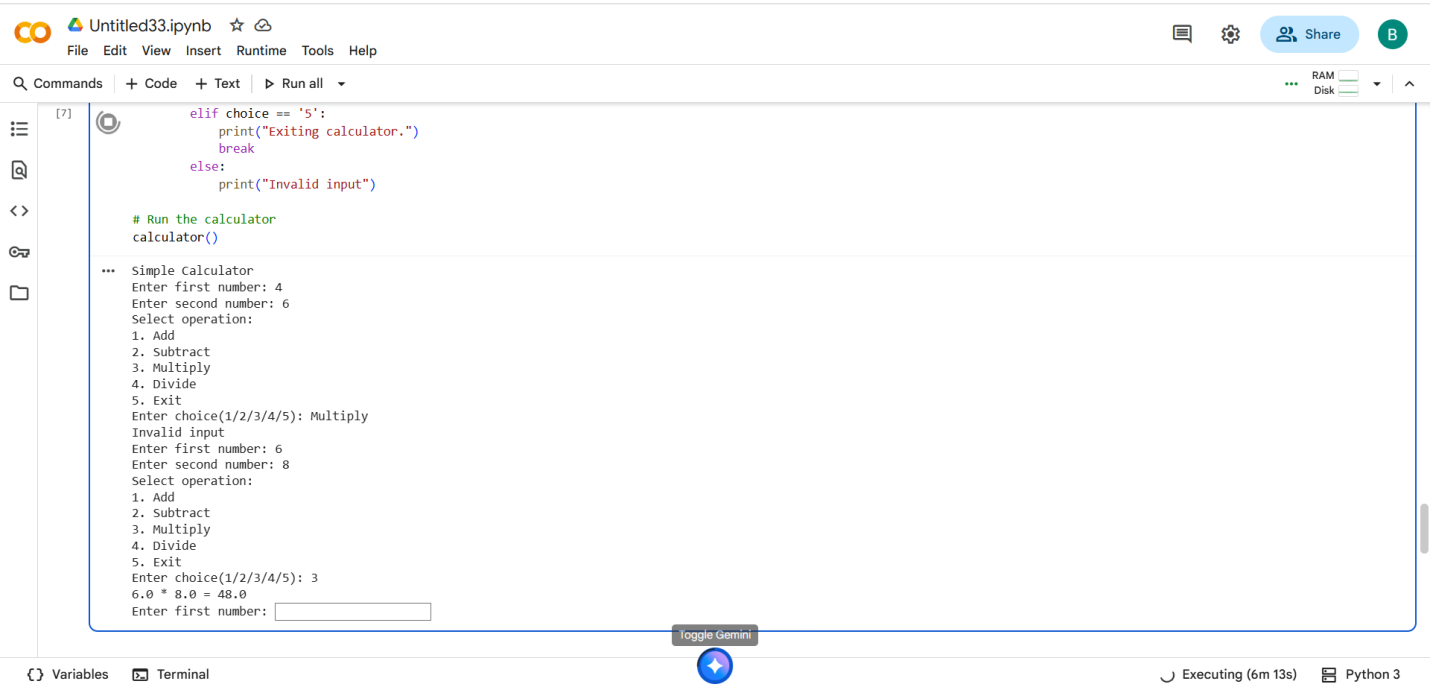 CO Untitled33.ipynb
File Edit View Insert Runtime Tools Help
Share
B
Commands + Code + Text Run all
RAM
Disk
[7]
elif choice == '5':
print("Exiting calculator.")
break
else:
print("Invalid input")
# Run the calculator
calculator()
Simple Calculator
Enter first number: 4
Enter second number: 6
Select operation:
1. Add
2. Subtract
3. Multiply
4. Divide
5. Exit
Enter choice(1/2/3/4/5): Multiply
Invalid input
Enter first number: 6
Enter second number: 8
Select operation:
1. Add
2. Subtract
3. Multiply
4. Divide
5. Exit
Enter choice(1/2/3/4/5): 3
6.0 * 8.0 = 48.0
Enter first number:
Toggle Gemini
{} Variables Terminal
Executing (6m 13s) Python 3